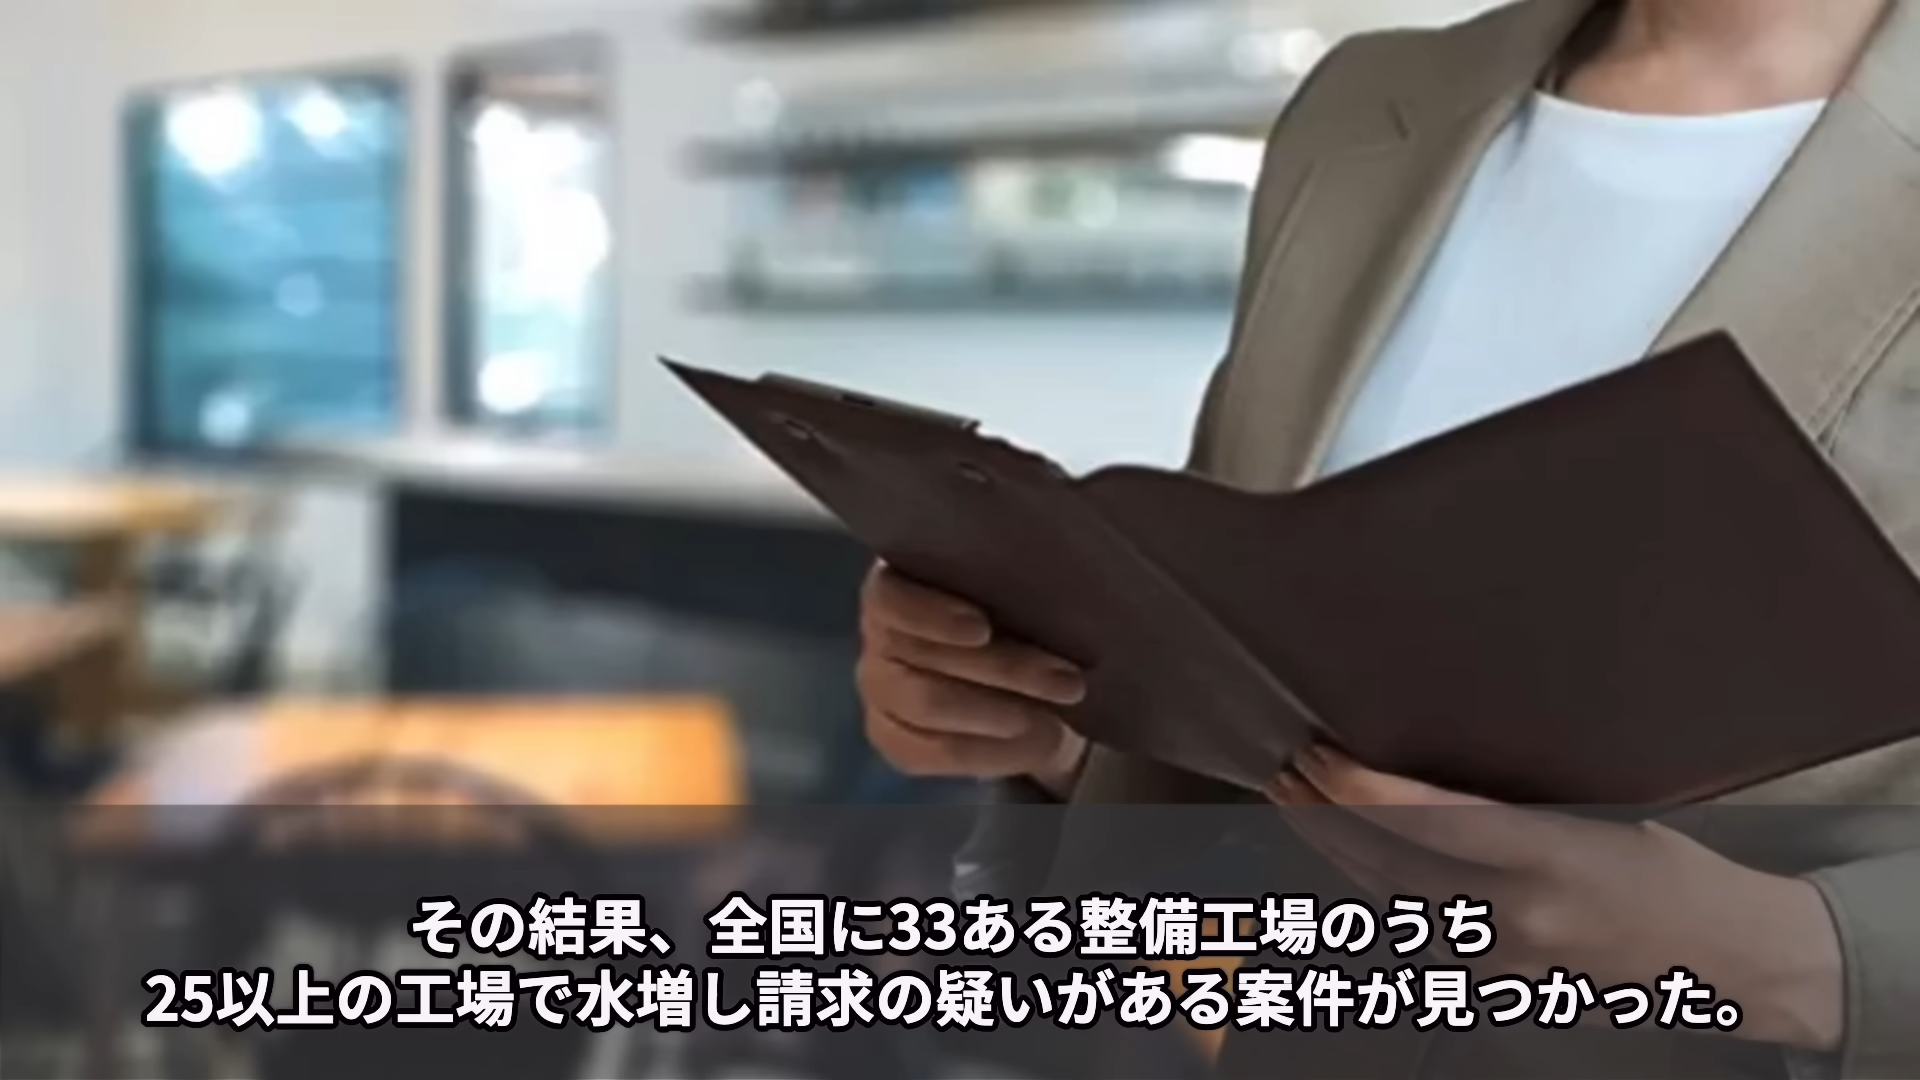 その結果、全国に33ある整備工場のうち
25以上の工場で水増し請求の疑いがある案件が見つかった。